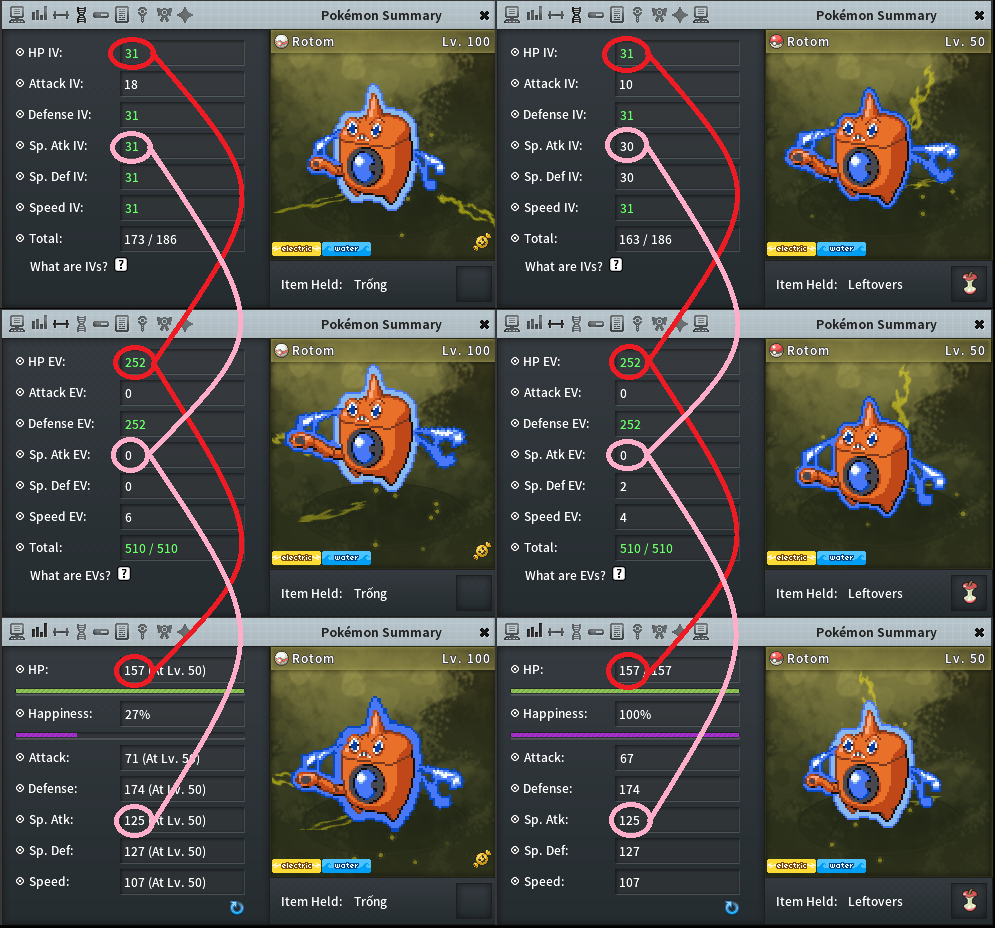 Pokémon Summary
Rotom Lv. 100
HP IV: 31
Attack IV: 18
Defense IV: 31
Sp. Atk IV: 31
Sp. Def IV: 31
Speed IV: 31
Total: 173 / 186
What are IVs? ?
electric water
Item Held: Trống
Pokémon Summary
Rotom Lv. 50
HP IV: 31
Attack IV: 10
Defense IV: 31
Sp. Atk IV: 30
Sp. Def IV: 30
Speed IV: 31
Total: 163 / 186
What are IVs? ?
electric water
Item Held: Leftovers
Pokémon Summary
Rotom Lv. 100
HP EV: 252
Attack EV: 0
Defense EV: 252
Sp. Atk EV: 0
Sp. Def EV: 0
Speed EV: 6
Total: 510 / 510
What are EVs? ?
electric water
Item Held: Trống
Pokémon Summary
Rotom Lv. 50
HP EV: 252
Attack EV: 0
Defense EV: 252
Sp. Atk EV: 0
Sp. Def EV: 2
Speed EV: 4
Total: 510 / 510
What are EVs? ?
electric water
Item Held: Leftovers
Pokémon Summary
Rotom Lv. 100
HP: 157 (At Lv. 50)
Happiness: 27%
Attack: 71 (At Lv. 50)
Defense: 174 (At Lv. 50)
Sp. Atk: 125 (At Lv. 50)
Sp. Def: 127 (At Lv. 50)
Speed: 107 (At Lv. 50)
electric water
Item Held: Trống
Pokémon Summary
Rotom Lv. 50
HP: 157 / 157
Happiness: 100%
Attack: 67
Defense: 174
Sp. Atk: 125
Sp. Def: 127
Speed: 107
electric water
Item Held: Leftovers